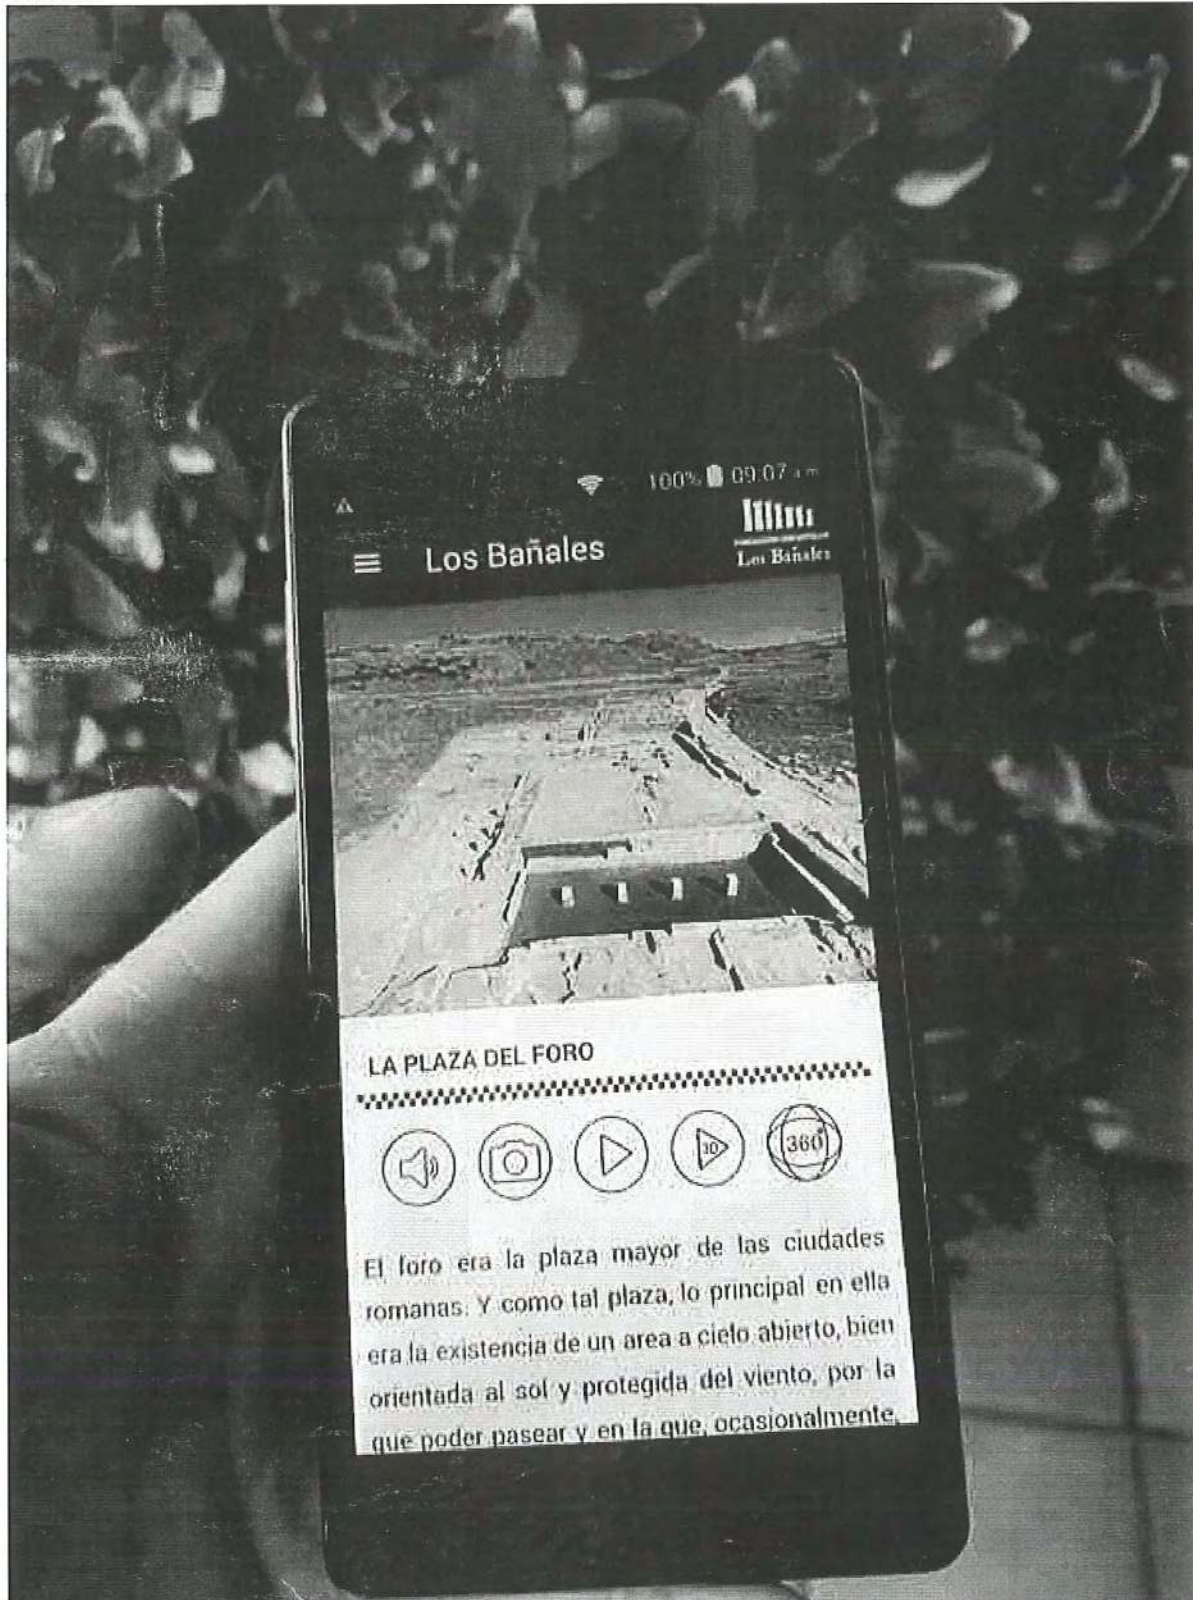 100% 09:07 a m
Los Bañales
Los Bañales
LA PLAZA DEL FORO
3D
360°
El foro era la plaza mayor de las ciudades
romanas. Y como tal plaza, lo principal en ella
era la existencia de un area a cielo abierto, bien
orientada al sol y protegida del viento, por la
que poder pasear y en la que, ocasionalmente,